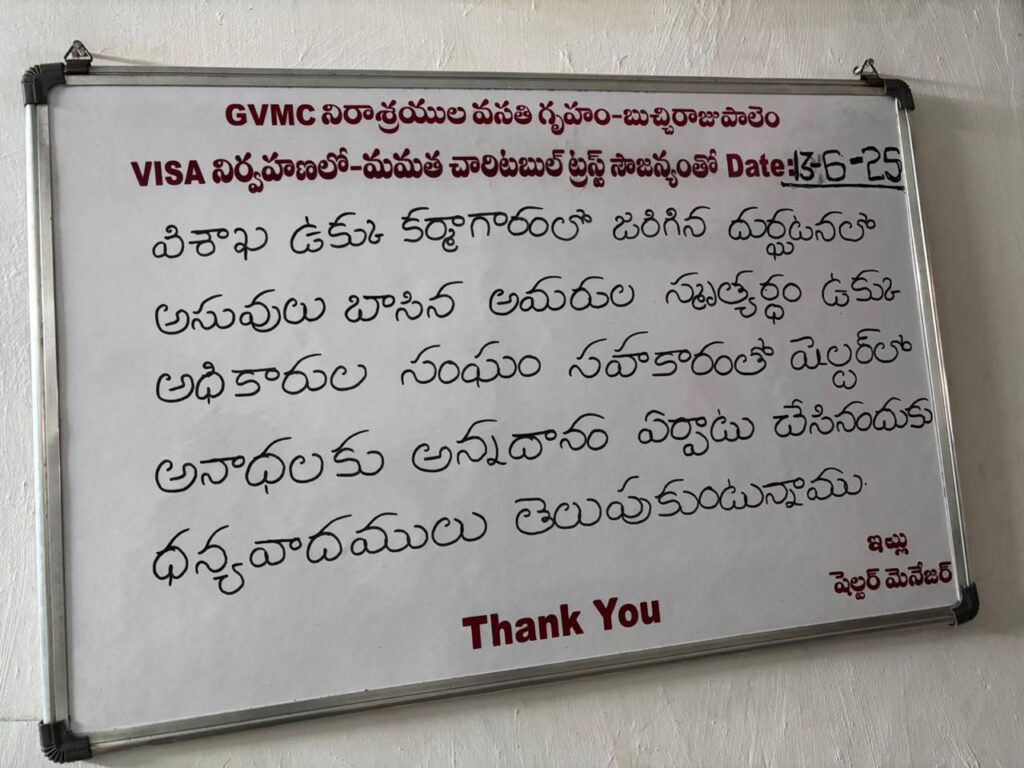 GVMC నిరాశ్రయుల వసతి గృహం-బుచ్చిరాజుపాలెం
VISA నిర్వహణలో-మమత చారిటబుల్ ట్రస్ట్ సౌజన్యంతో Date:13-6-25
విశాఖ ఉక్కు కర్మాగారంలో జరిగిన దుర్ఘటనలో
అసువులు బాసిన అమరుల స్మృత్యర్థం ఉక్కు
అధికారుల సంఘం సహకారంతో షెల్టర్‌లో
అనాధలకు అన్నదానం ఏర్పాటు చేసినందుకు
ధన్యవాదములు తెలుపుకుంటున్నాము.
ఇట్లు
షెల్టర్ మెనేజర్
Thank You